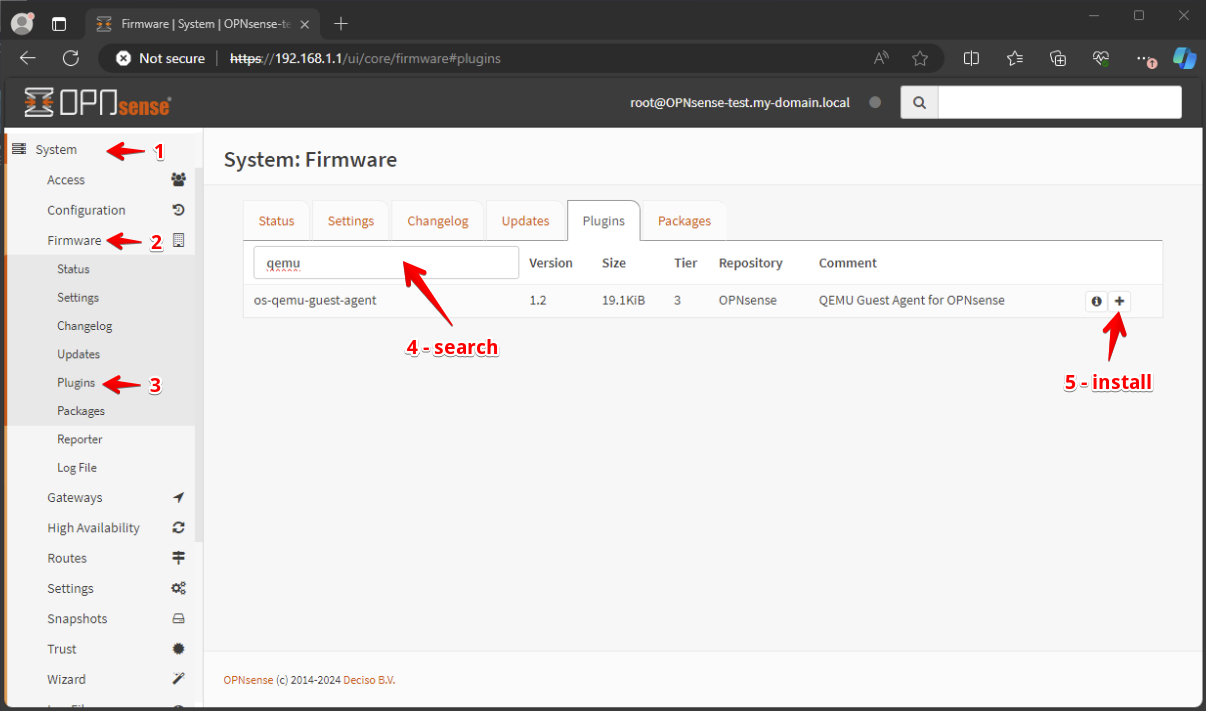 Firewall | System | OPNsense-te
Not secure https://192.168.1.1/ui/core/firmware#plugins
OPNsense
root@OPNsense-test.my-domain.local
System 1
Access
Configuration
Firmware 2
Status
Settings
Changelog
Updates
Plugins 3
Packages
Reporter
Log File
Gateways
High Availability
Routes
Settings
Snapshots
Trust
Wizard
System: Firmware
Status Settings Changelog Updates Plugins Packages
qemu Version Size Tier Repository Comment
os-qemu-guest-agent 1.2 19.1KiB 3 OPNsense QEMU Guest Agent for OPNsense
4 - search
5 - install
OPNsense (c) 2014-2024 Deciso B.V.